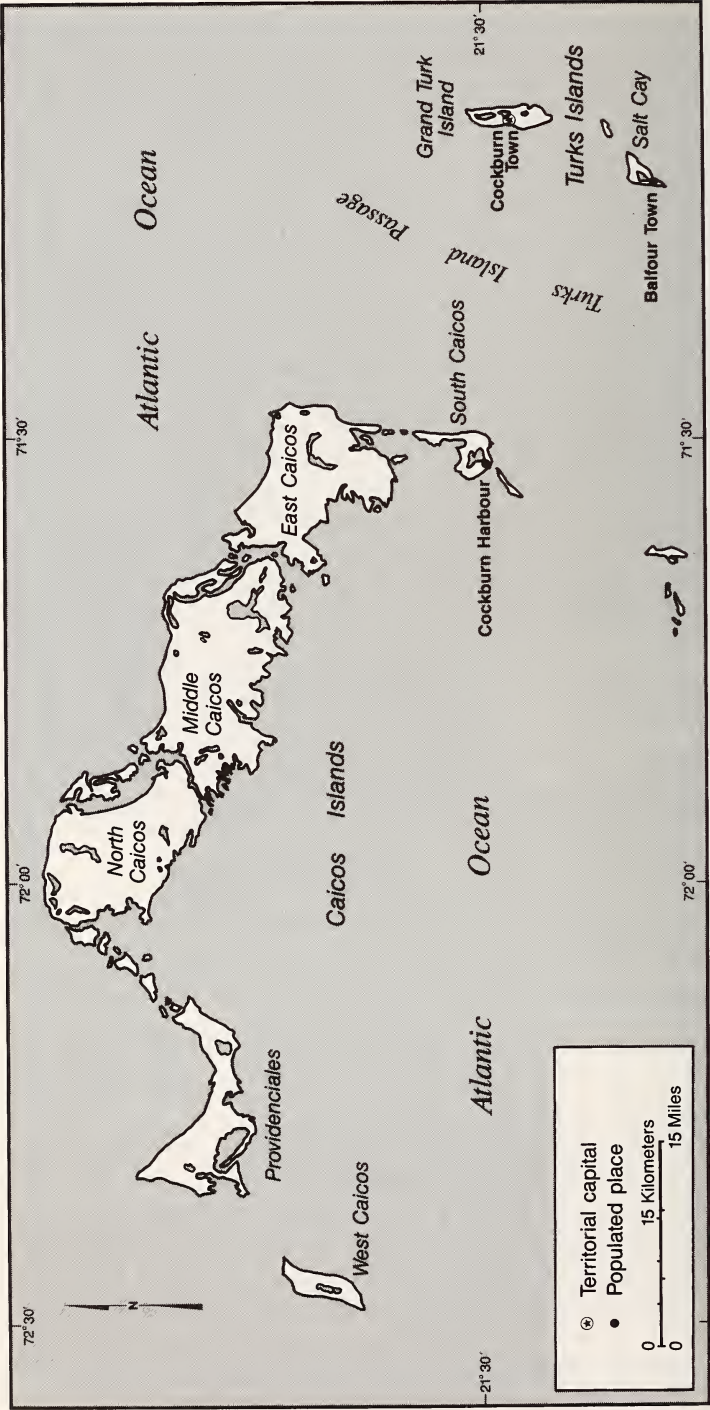 72°30′
72°00′
71°30′
N
Atlantic Ocean
North
Caicos
Middle
Caicos
East Caicos
Providenciales
West Caicos
Caicos Islands
South Caicos
Cockburn Harbour
Turks Island Passage
Grand Turk
Island
Cockburn
Town
Turks Islands
Salt Cay
Balfour Town
Atlantic Ocean
21°30′
21°30′
Territorial capital
Populated place
0 15 Kilometers
0 15 Miles
72°00′
71°30′